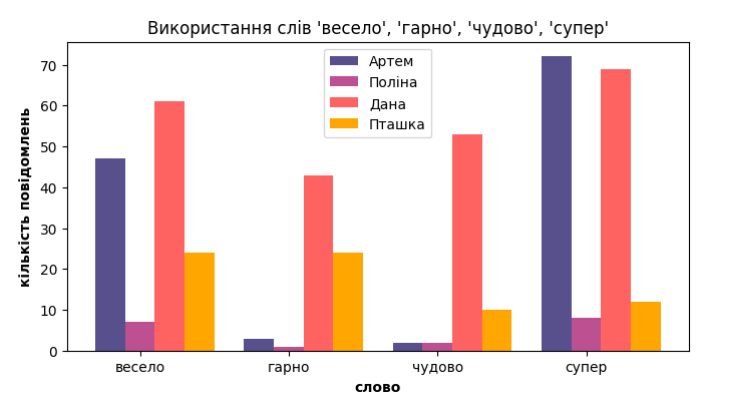 Використання слів 'весело', 'гарно', 'чудово', 'супер'
Артем
Поліна
Дана
Пташка
кількість повідомлень
70
60
50
40
30
20
10
0
весело гарно чудово супер
слово